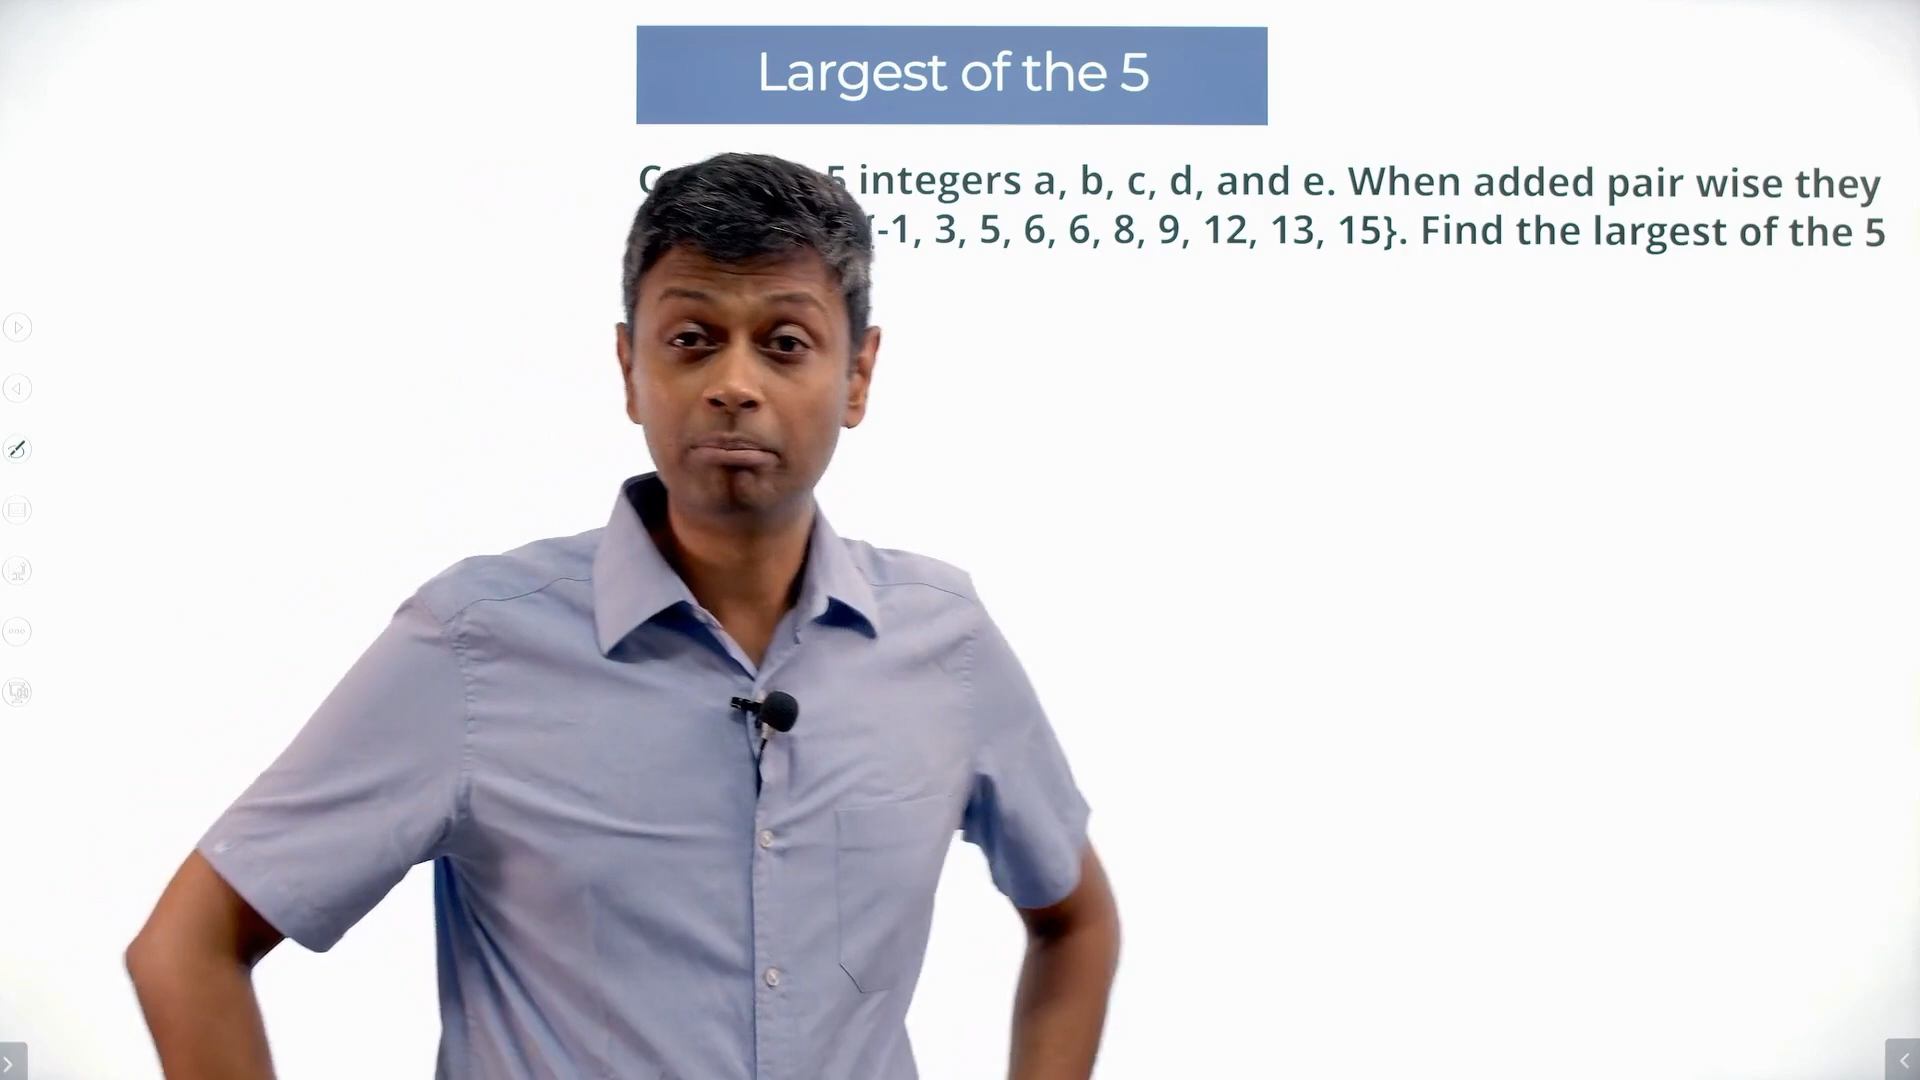 Largest of the 5
5 integers a, b, c, d, and e. When added pair wise they
{-1, 3, 5, 6, 6, 8, 9, 12, 13, 15}. Find the largest of the 5